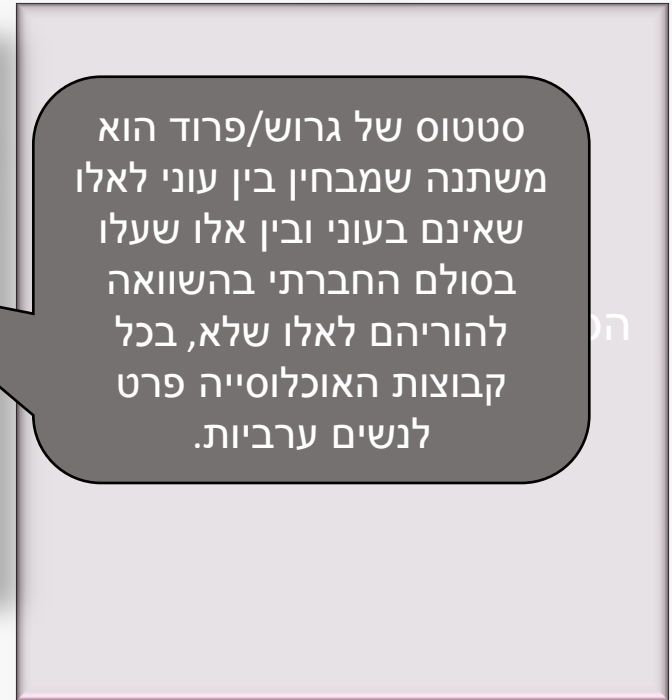 סטטוס של גרוש/פרוד הוא
משתנה שמבחין בין עוני לאלו
שאינם בעוני ובין אלו שעלו
בסולם החברתי בהשוואה
להוריהם לאלו שלא, בכל
קבוצות האוכלוסייה פרט
לנשים ערביות.